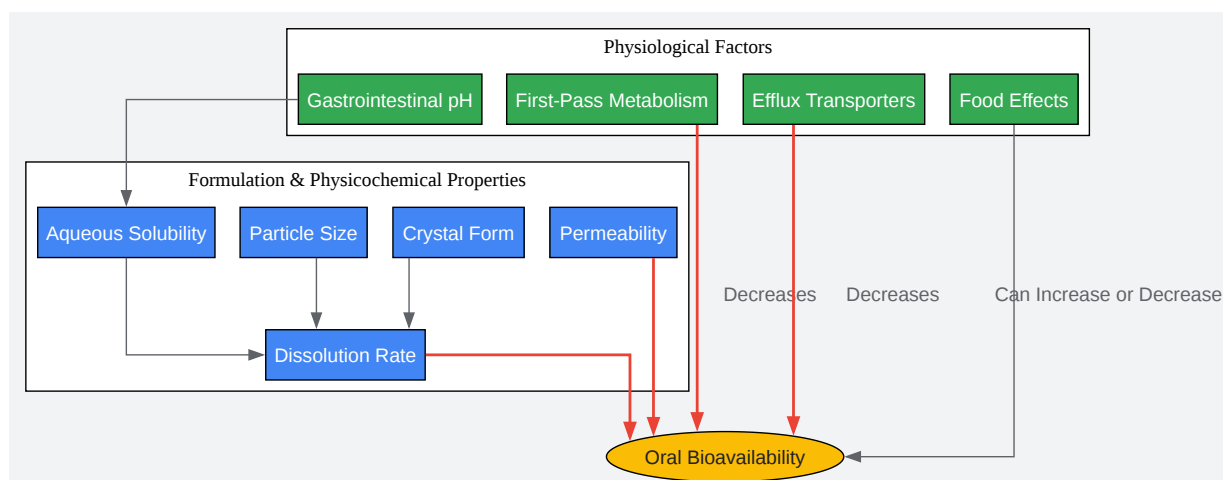 Physiological Factors
Gastrointestinal pH
First-Pass Metabolism
Efflux Transporters
Food Effects
Formulation & Physicochemical Properties
Aqueous Solubility
Particle Size
Crystal Form
Permeability
Decreases
Decreases
Can Increase or Decrease
Dissolution Rate
Oral Bioavailability